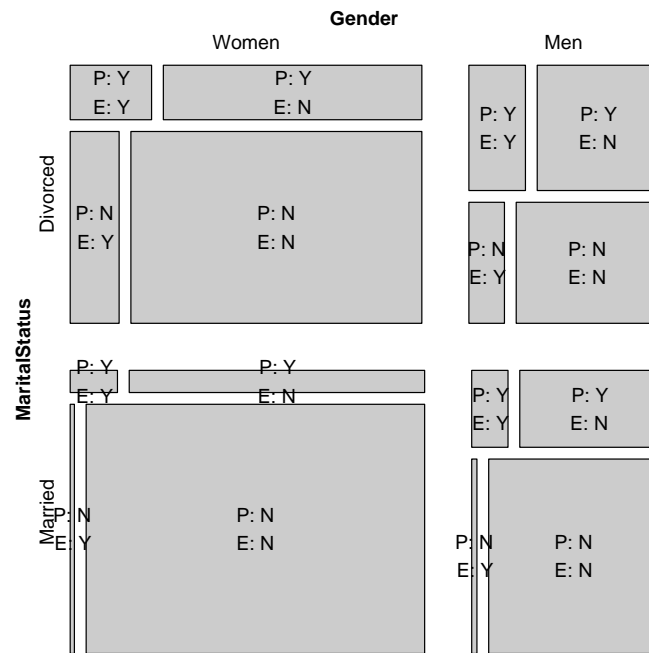 Gender
Women Men
MaritalStatus
Divorced
P: Y P: Y P: Y P: Y
E: Y E: N E: Y E: N
P: N P: N P: N P: N
E: Y E: N E: Y E: N
Married
P: Y P: Y P: Y P: Y
E: Y E: N E: Y E: N
P: N P: N P: N P: N
E: Y E: N E: Y E: N